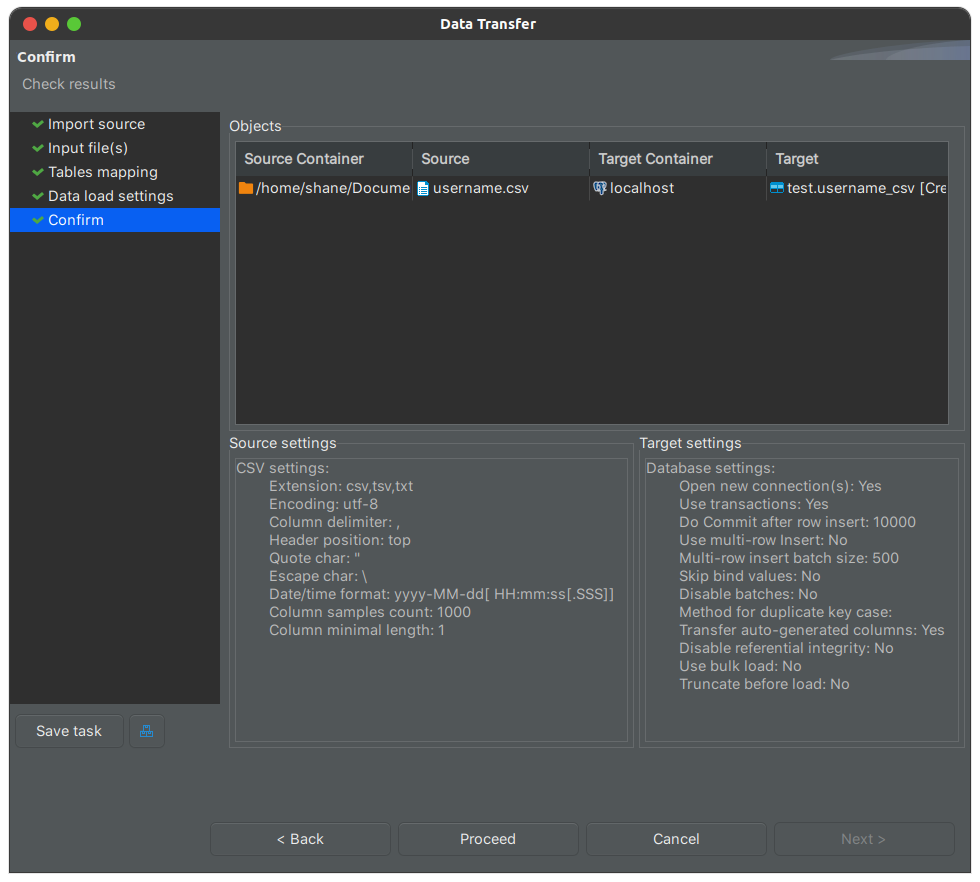 Data Transfer
Confirm
Check results
Import source
Input file(s)
Tables mapping
Data load settings
Confirm
Objects
Source Container Source Target Container Target
/home/shane/Docume username.csv localhost test.username_csv [Cre
Source settings
CSV settings:
Extension: csv,tsv,txt
Encoding: utf-8
Column delimiter: ,
Header position: top
Quote char: "
Escape char: \
Date/time format: yyyy-MM-dd[ HH:mm:ss[.SSS]]
Column samples count: 1000
Column minimal length: 1
Target settings
Database settings:
Open new connection(s): Yes
Use transactions: Yes
Do Commit after row insert: 10000
Use multi-row Insert: No
Multi-row insert batch size: 500
Skip bind values: No
Disable batches: No
Method for duplicate key case:
Transfer auto-generated columns: Yes
Disable referential integrity: No
Use bulk load: No
Truncate before load: No
Save task
< Back Proceed Cancel Next >